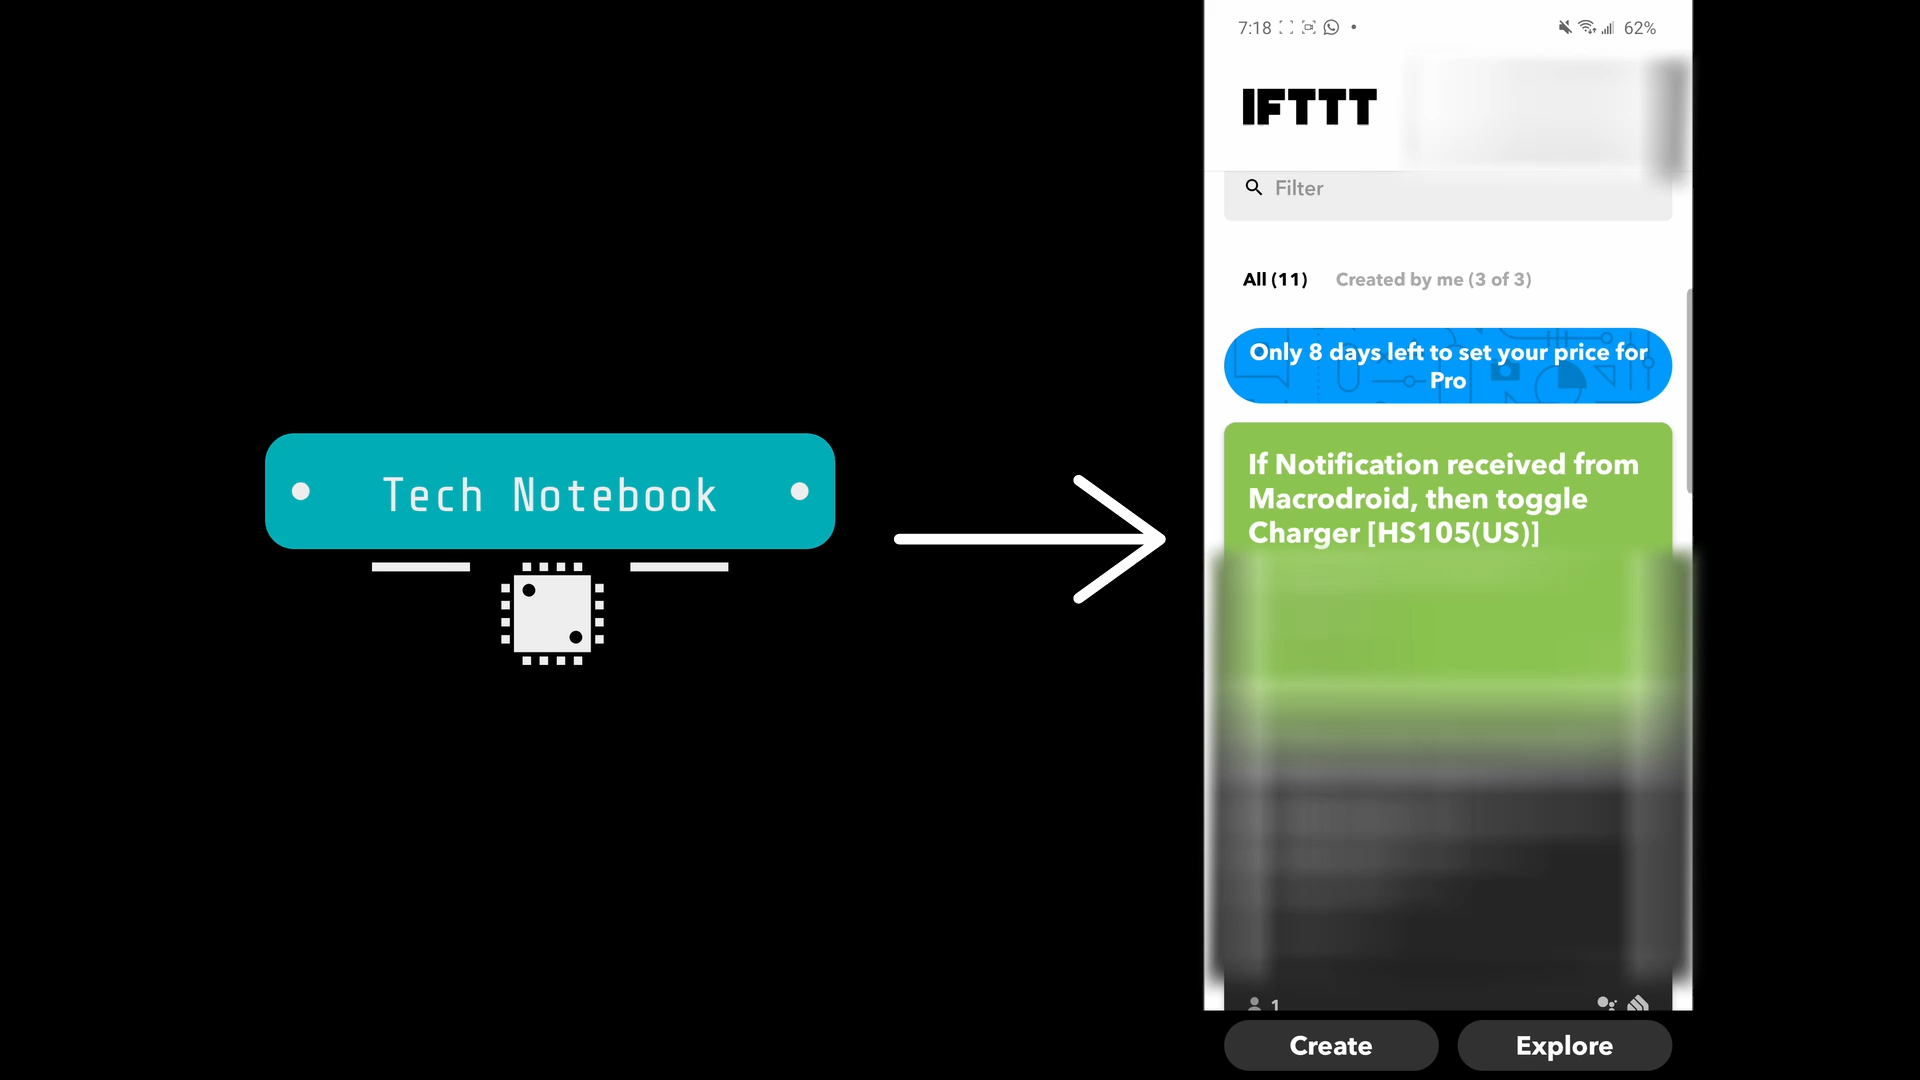 Tech Notebook
7:18
62%
IFTTT
Filter
All (11) Created by me (3 of 3)
Only 8 days left to set your price for
Pro
If Notification received from
Macrodroid, then toggle
Charger [HS105(US)]
1
Create
Explore